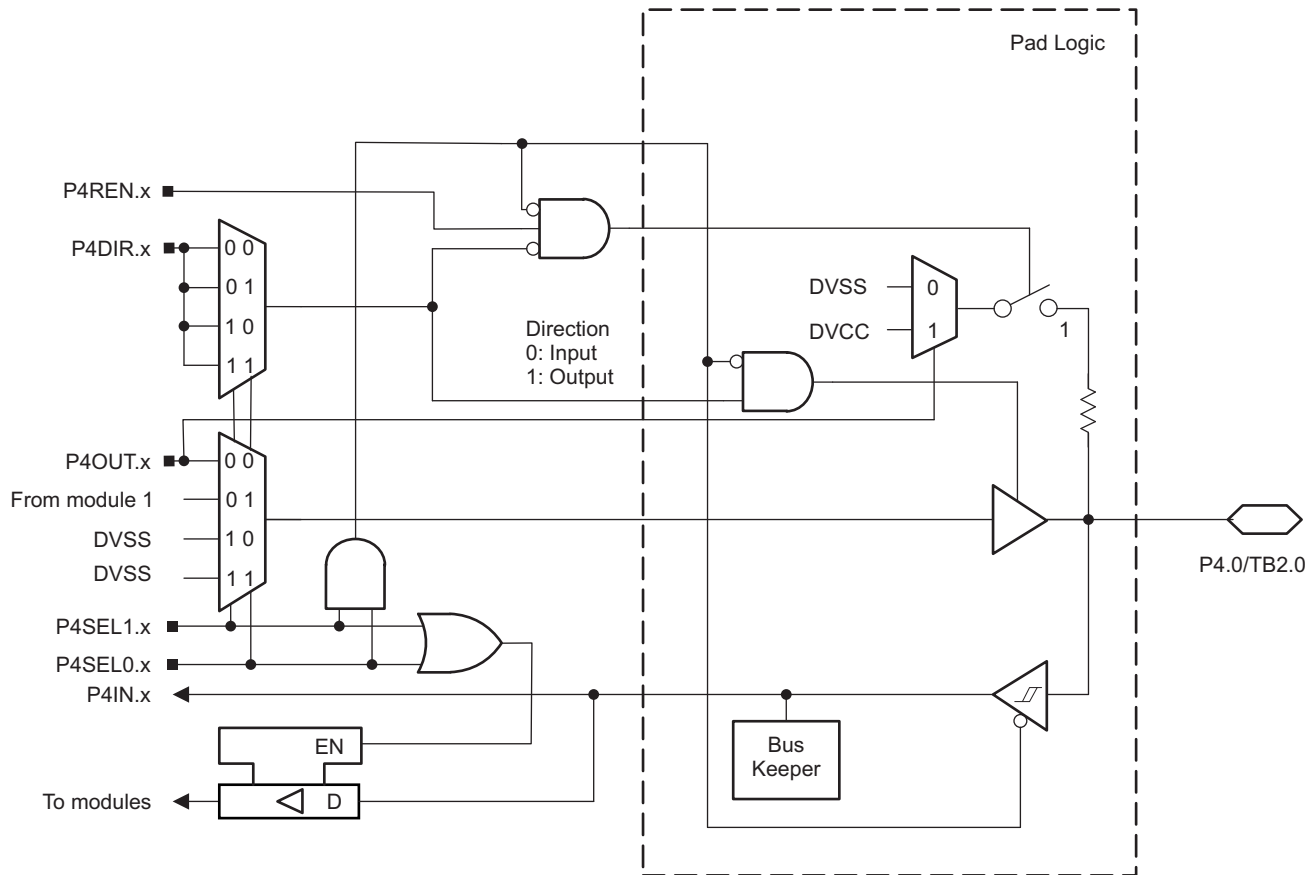 Pad Logic
P4REN.x
P4DIR.x
0 0
0 1
1 0
1 1
Direction
0: Input
1: Output
DVSS
0
DVCC
1
1
P4OUT.x
0 0
From module 1
0 1
DVSS
1 0
DVSS
1 1
P4.0/TB2.0
P4SEL1.x
P4SEL0.x
P4IN.x
Bus
Keeper
EN
To modules
D